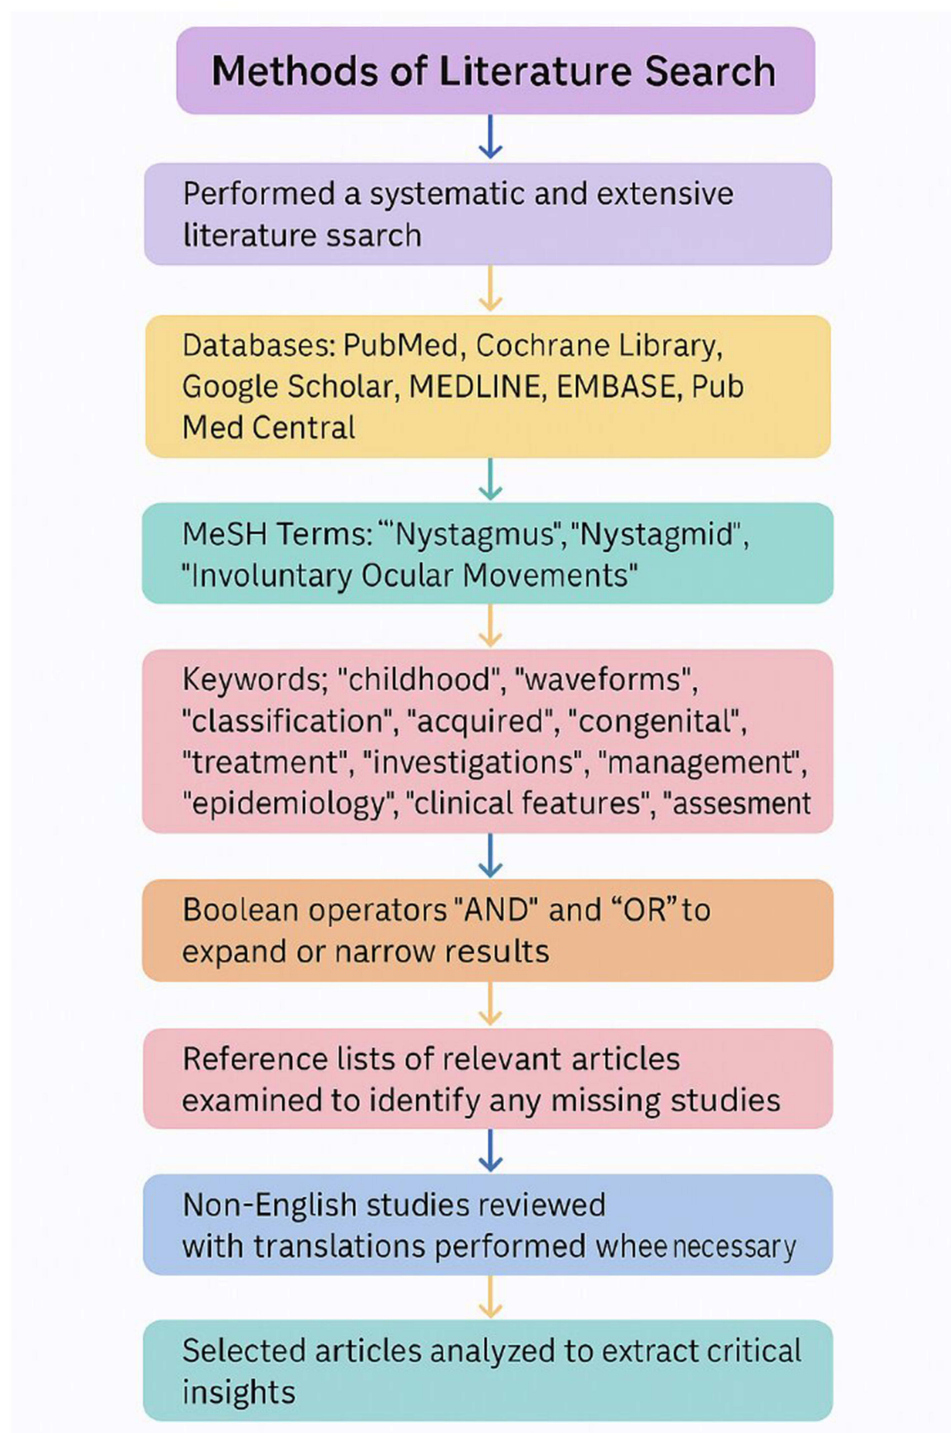 Methods of Literature Search
Performed a systematic and extensive
literature ssarch
Databases: PubMed, Cochrane Library,
Google Scholar, MEDLINE, EMBASE, Pub
Med Central
MeSH Terms: “'Nystagmus", "Nystagmid",
"Involuntary Ocular Movements"
Keywords; "childhood", "waveforms",
"classification", "acquired", "congenital",
"treatment", "investigations", "management",
"epidemiology", "clinical features", "assesment
Boolean operators "AND" and “OR” to
expand or narrow results
Reference lists of relevant articles
examined to identify any missing studies
Non-English studies reviewed
with translations performed whee necessary
Selected articles analyzed to extract critical
insights